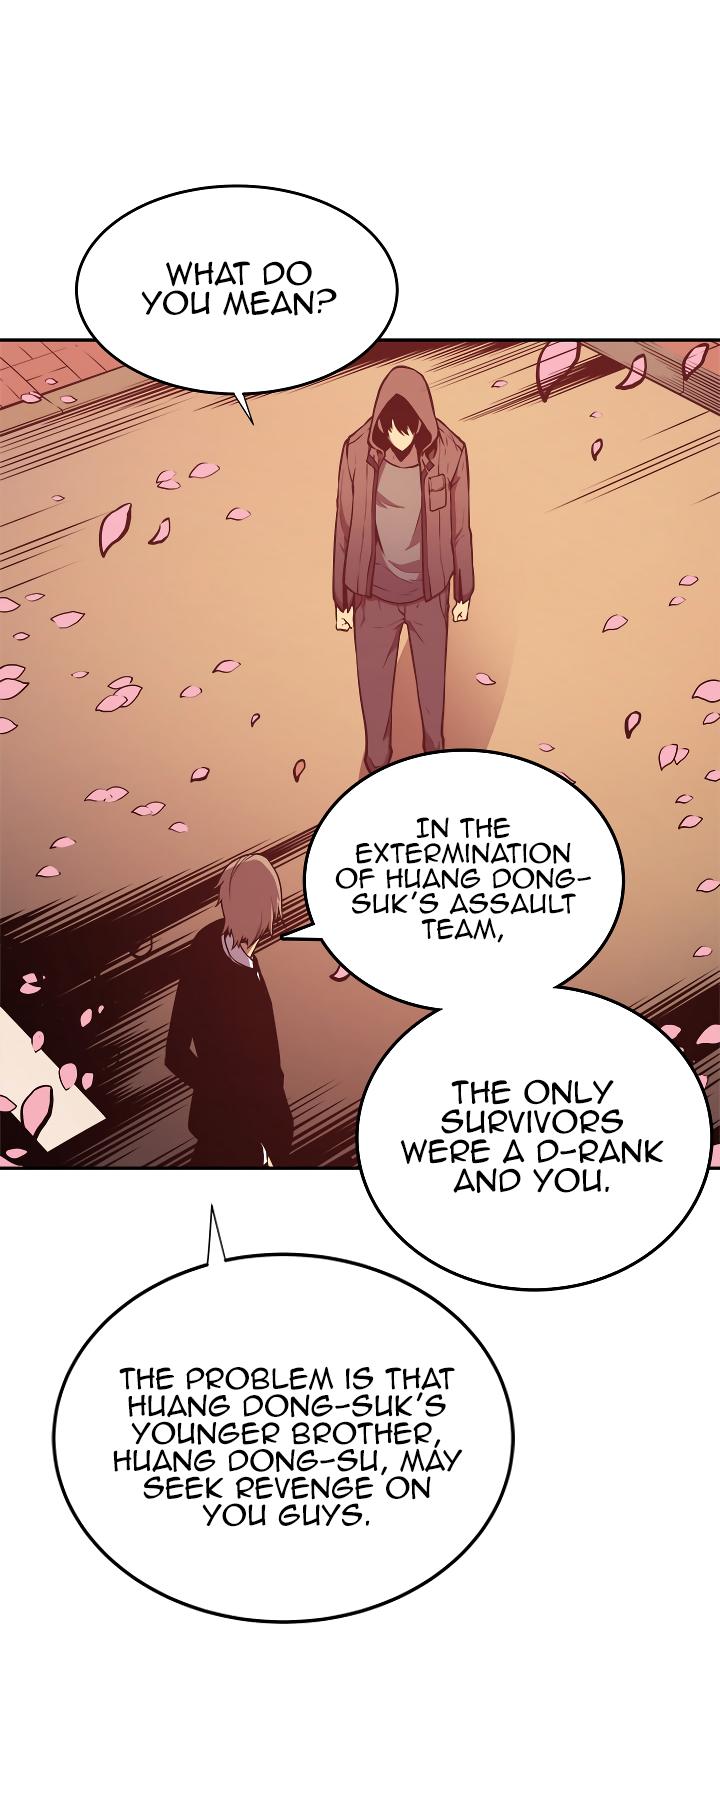 WHAT DO
YOU MEAN?
IN THE
EXTERMINATION
OF HUANG DONG-
SUK'S ASSAULT
TEAM,
THE ONLY
SURVIVORS
WERE A D-RANK
AND YOU.
THE PROBLEM IS THAT
HUANG DONG-SUK'S
YOUNGER BROTHER,
HUANG DONG-SU, MAY
SEEK REVENGE ON
YOU GUYS.